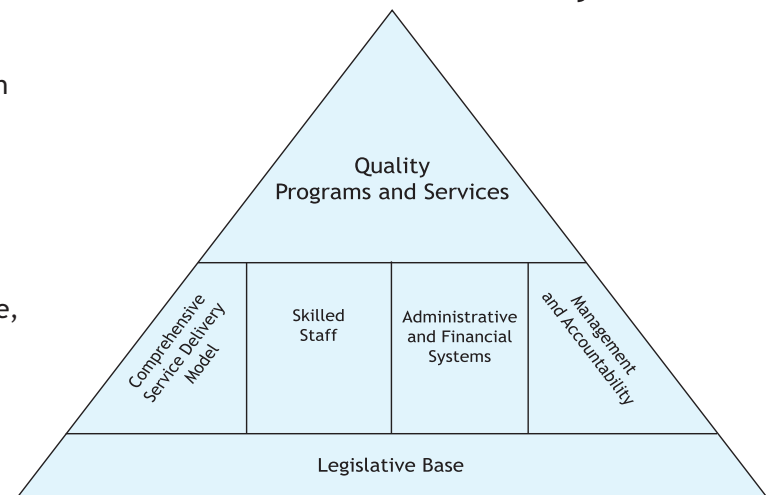 Quality
Programs and Services
e,
Comprehensive
Service Delivery
Model
Skilled
Staff
Administrative
and Financial
Systems
Management
and Accountability
Legislative Base